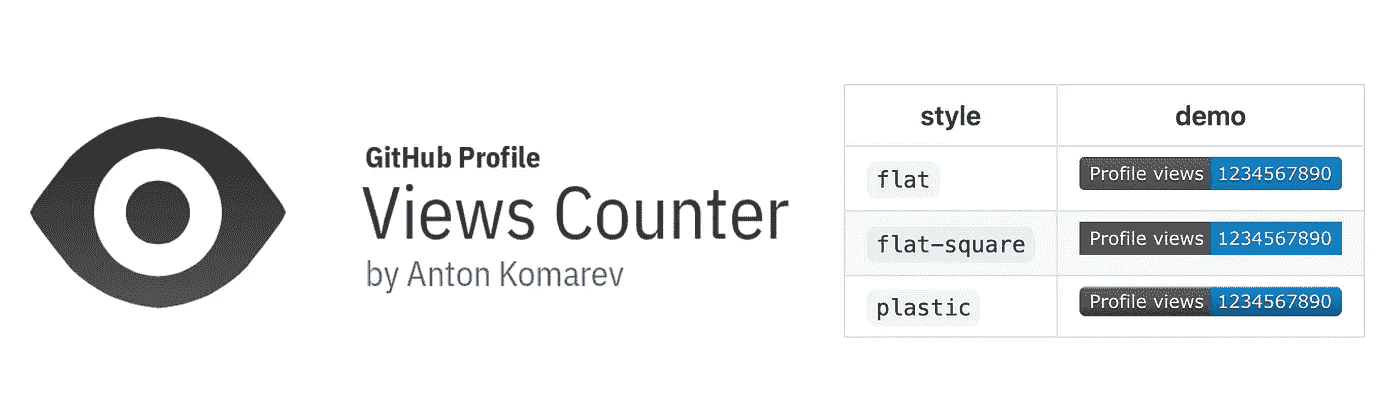 GitHub Profile
Views Counter
by Anton Komarev
style demo
flat Profile views 1234567890
flat-square Profile views 1234567890
plastic Profile views 1234567890